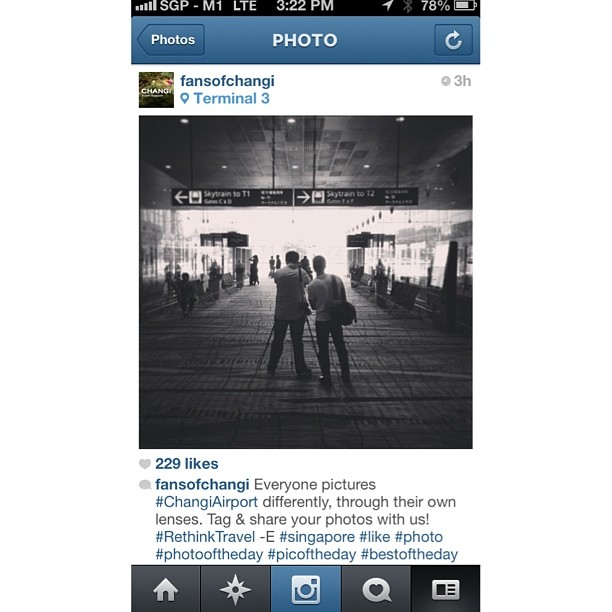 SGP - M1 LTE 3:22 PM 78%
Photos PHOTO
CHANGI
fansofchangi 3h
Terminal 3
Skytrain to T1 Skytrain to T2
229 likes
fansofchangi Everyone pictures
#ChangiAirport differently, through their own
lenses. Tag & share your photos with us!
#RethinkTravel -E #singapore #like #photo
#photooftheday #picoftheday #bestoftheday